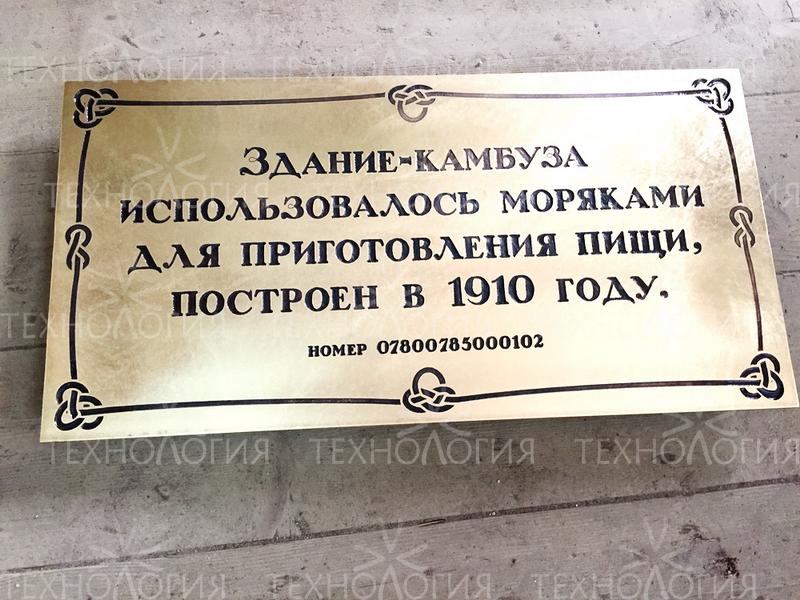 ЗДАНИЕ-КАМБУЗА
ИСПОЛЬЗОВАЛОСЬ МОРЯКАМИ
ДЛЯ ПРИГОТОВЛЕНИЯ ПИЩИ,
ПОСТРОЕН В 1910 ГОДУ.
НОМЕР 07800785000102
ТЕХНОЛОГИЯ